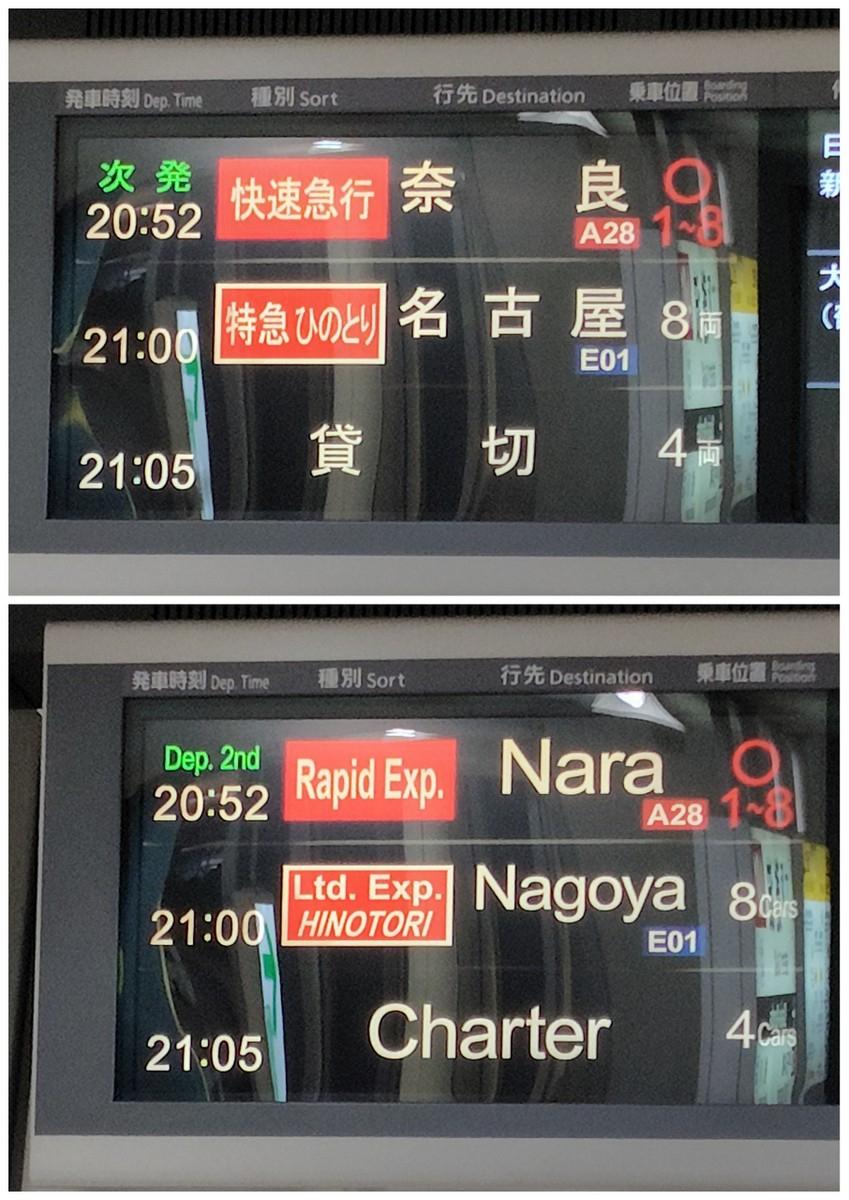 発車時刻 Dep. Time 種別 Sort 行先 Destination 乗車位置 Boarding Position
次発
20:52 快速急行 奈良 〇
A28 1~8
21:00 特急 ひのとり 名古屋 8両
E01
21:05 貸切 4両
発車時刻 Dep. Time 種別 Sort 行先 Destination 乗車位置 Boarding Position
Dep. 2nd
20:52 Rapid Exp. Nara 〇
A28 1~8
21:00 Ltd. Exp. HINOTORI Nagoya 8Cars
E01
21:05 Charter 4Cars